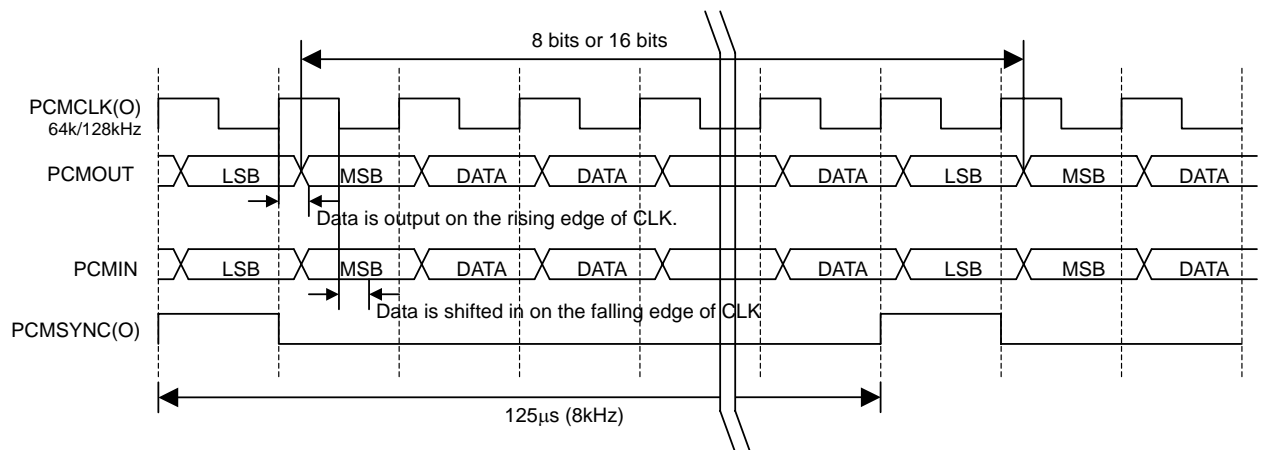 8 bits or 16 bits
PCMCLK(O)
64k/128kHz
PCMOUT LSB MSB DATA DATA DATA LSB MSB DATA
Data is output on the rising edge of CLK.
PCMIN LSB MSB DATA DATA DATA LSB MSB DATA
Data is shifted in on the falling edge of CLK
PCMSYNC(O)
125μs (8kHz)